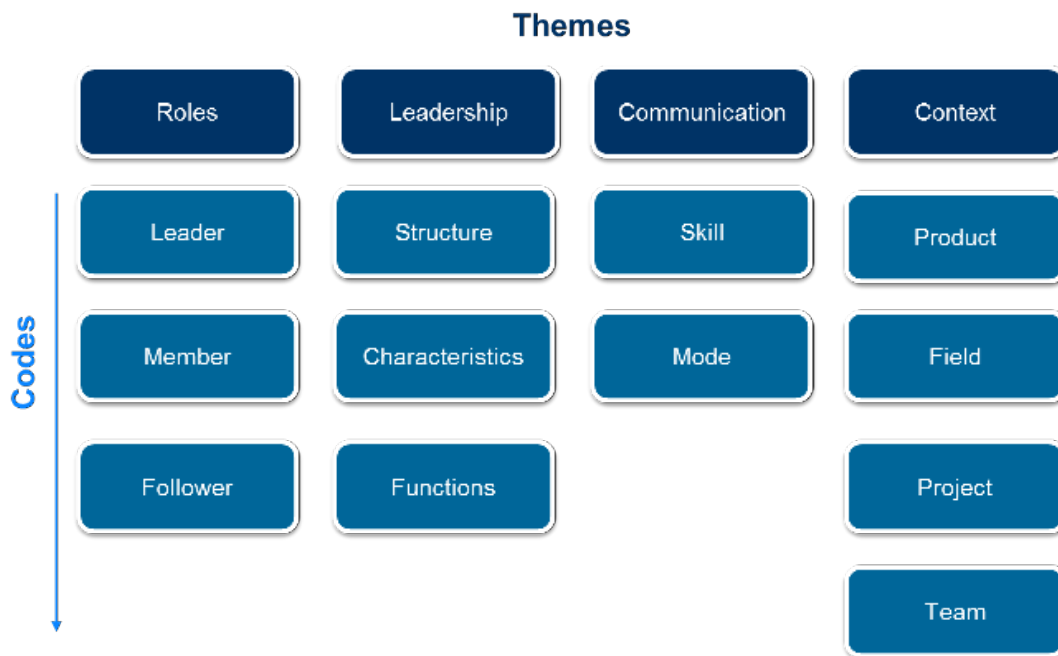 Themes
Roles
Leadership
Communication
Context
Codes
Leader
Structure
Skill
Product
Member
Characteristics
Mode
Field
Follower
Functions
Project
Team